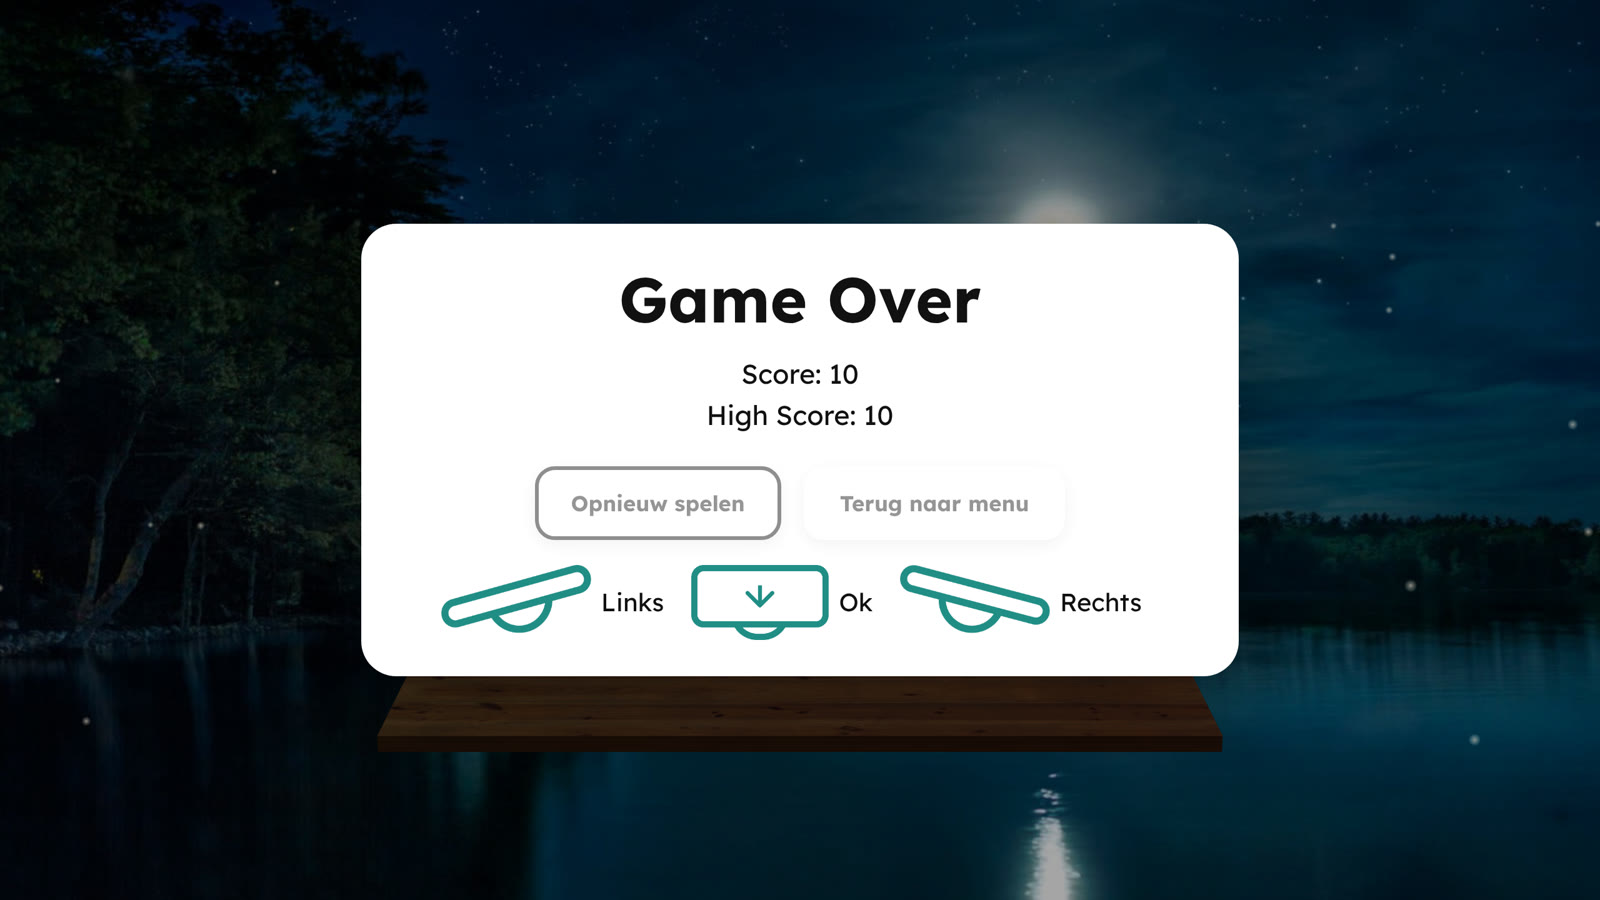 Game Over
Score: 10
High Score: 10
Opnieuw spelen Terug naar menu
Links Ok Rechts